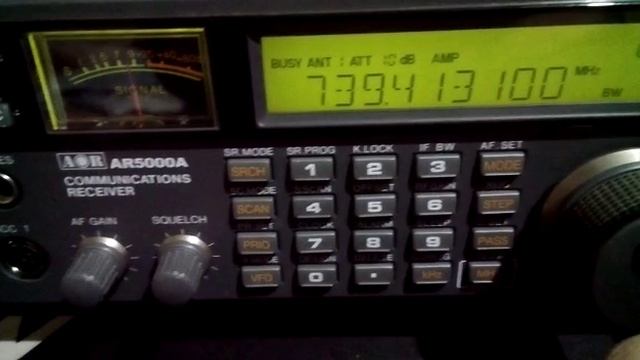 SIGNAL
BUSY ANT : ATT 10 dB AMP
739.413100 MHz
BW
AOR AR5000A
COMMUNICATIONS
RECEIVER
AF GAIN SQUELCH
SR.MODE SR.PROG K.LOCK IF BW AF.SET
SRCH 1 2 3 MODE
SCAN 4 5 6 STEP
PRIO 7 8 9 PASS
VFO 0 . kHz